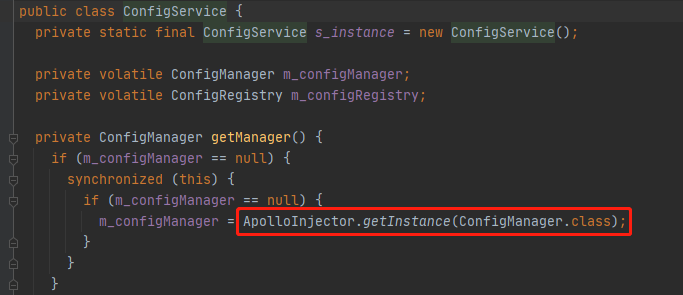 public class ConfigService {
private static final ConfigService s_instance = new ConfigService();
private volatile ConfigManager m_configManager;
private volatile ConfigRegistry m_configRegistry;
private ConfigManager getManager() {
if (m_configManager == null) {
synchronized (this) {
if (m_configManager == null) {
m_configManager = ApolloInjector.getInstance(ConfigManager.class);
}
}
}